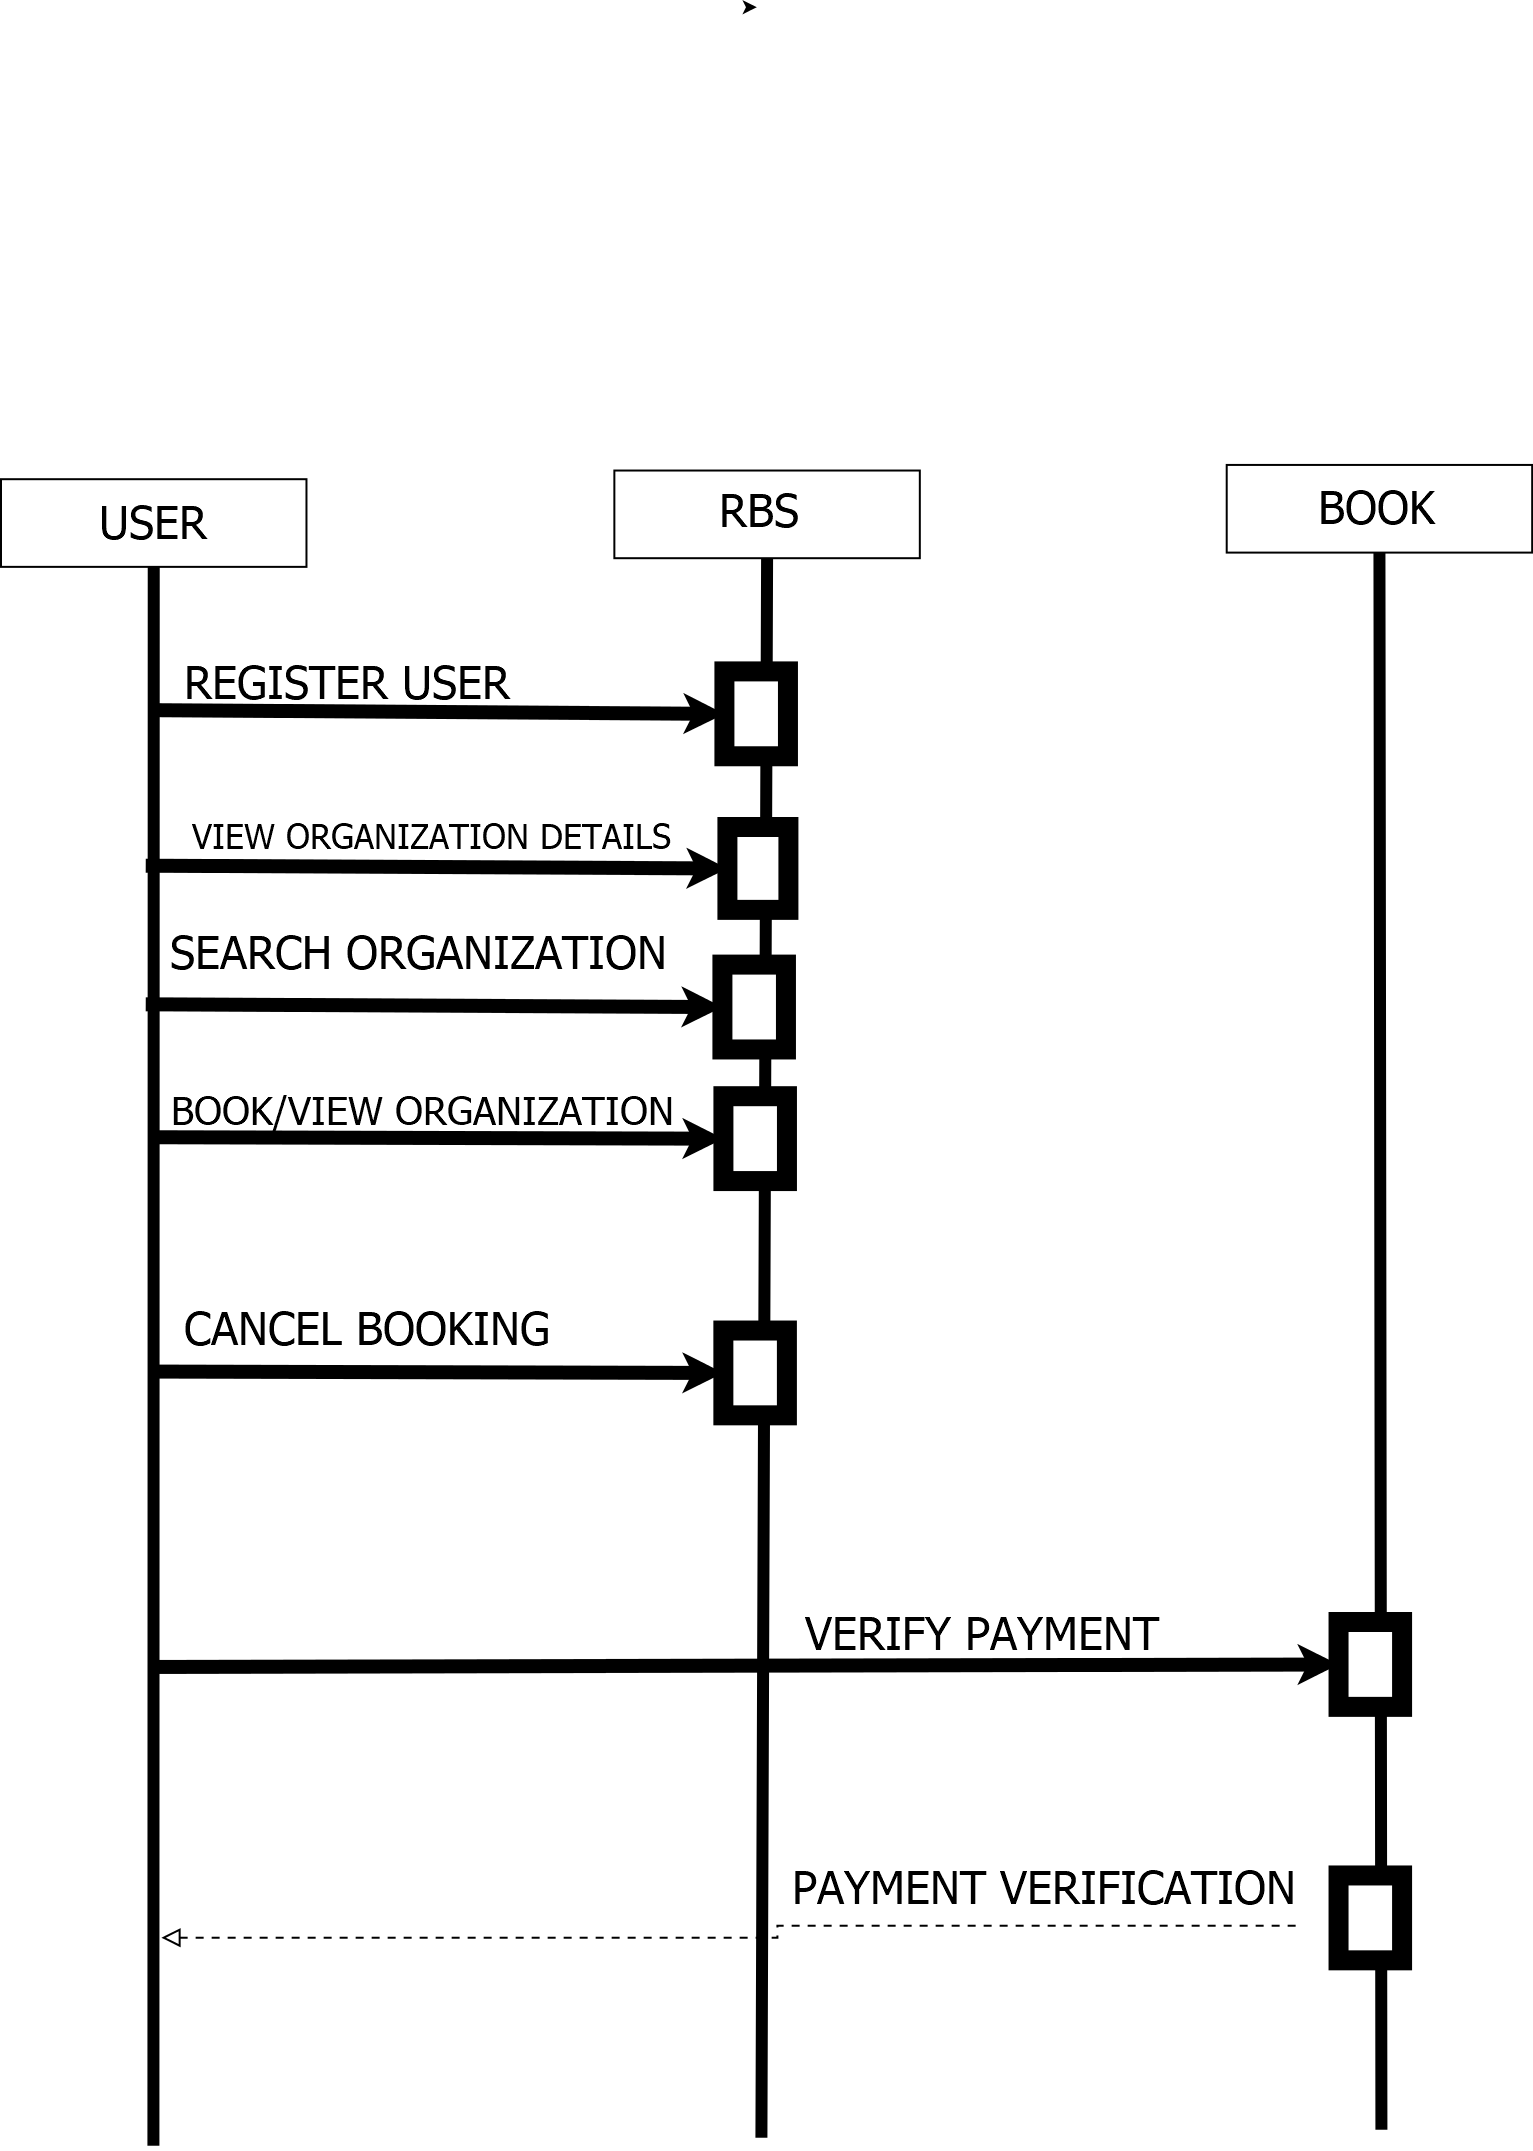 USER
RBS
BOOK
REGISTER USER
VIEW ORGANIZATION DETAILS
SEARCH ORGANIZATION
BOOK/VIEW ORGANIZATION
CANCEL BOOKING
VERIFY PAYMENT
PAYMENT VERIFICATION